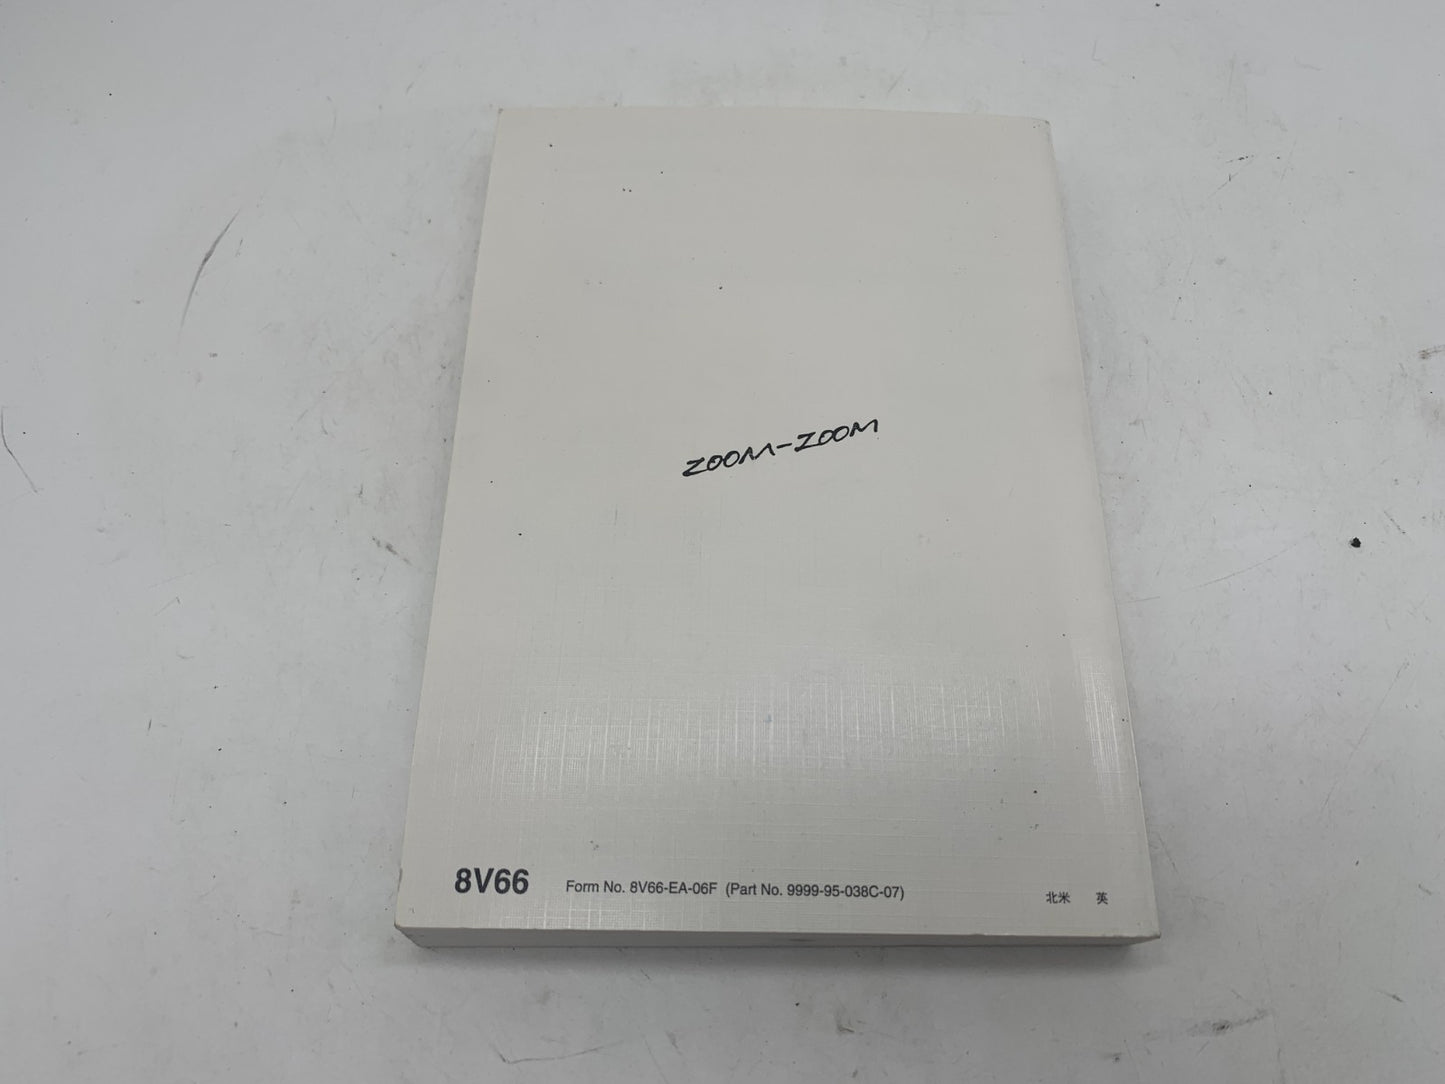 ZOOM-ZOOM
8V66 Form No. 8V66-EA-06F (Part No. 9999-95-038C-07) 北米 英